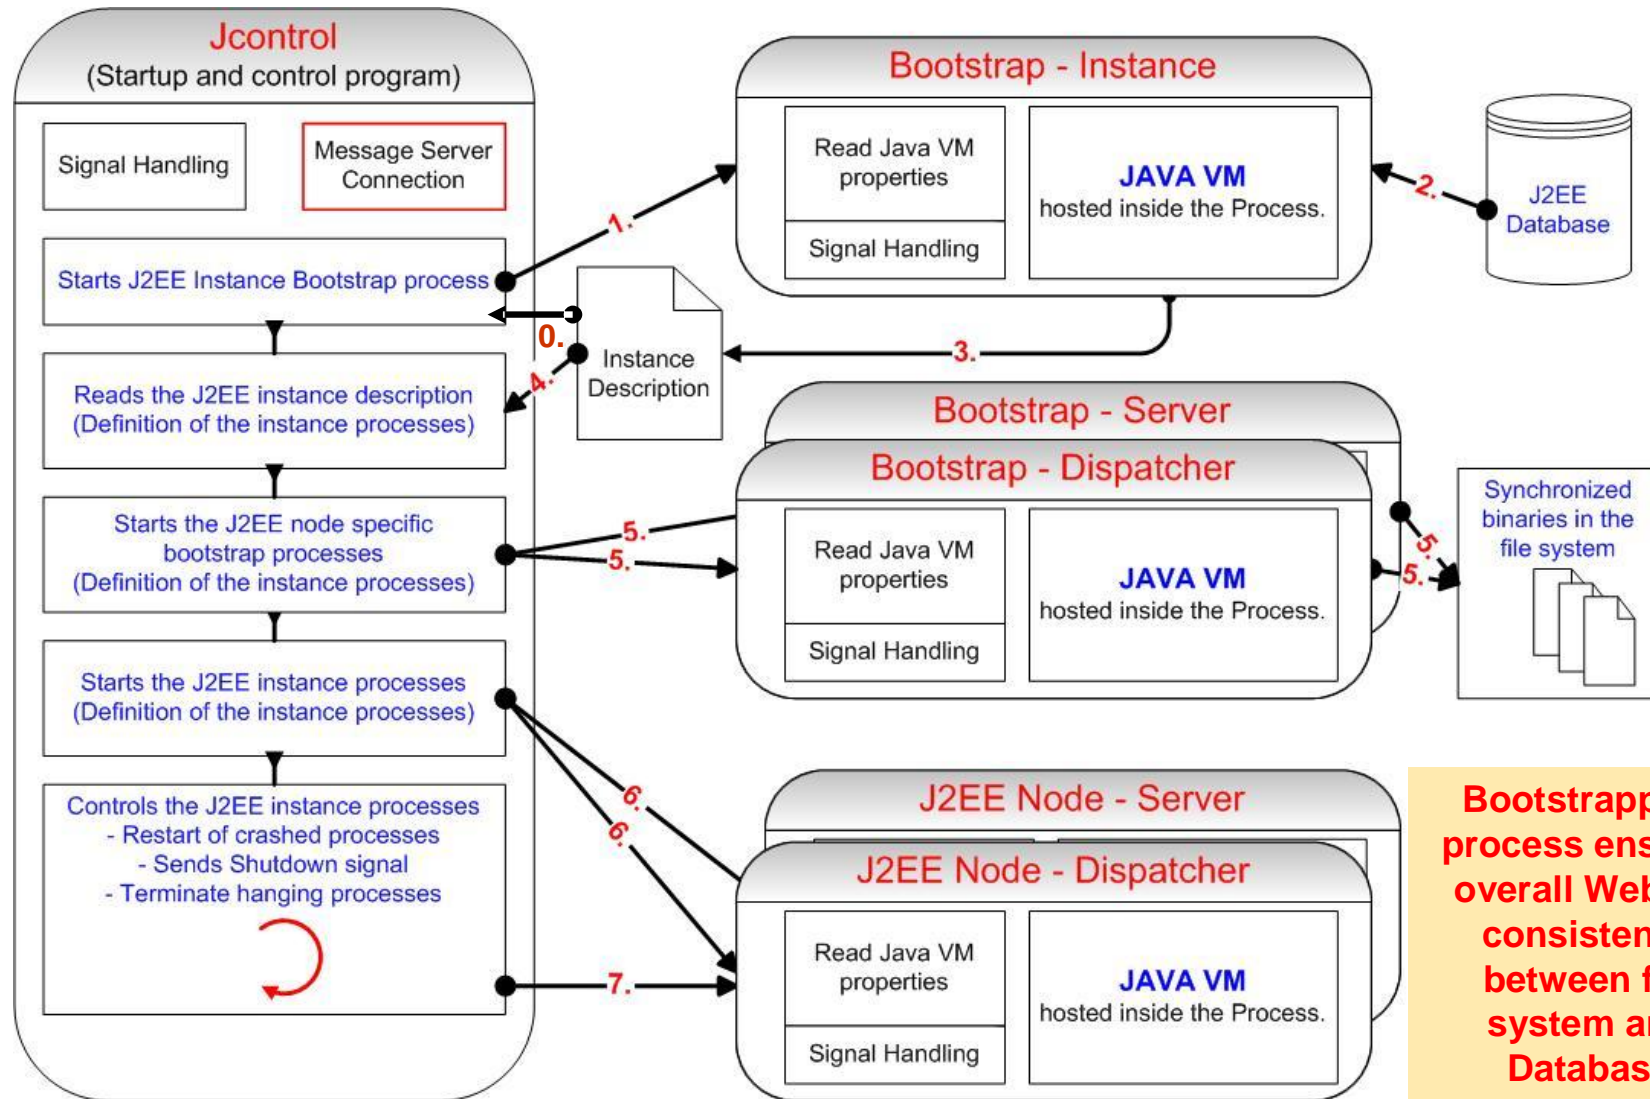 Jcontrol
(Startup and control program)
Signal Handling
Message Server
Connection
Starts J2EE Instance Bootstrap process
Reads the J2EE instance description
(Definition of the instance processes)
Starts the J2EE node specific
bootstrap processes
(Definition of the instance processes)
Starts the J2EE instance processes
(Definition of the instance processes)
Controls the J2EE instance processes
- Restart of crashed processes
- Sends Shutdown signal
- Terminate hanging processes
1.
0.
4.
Instance
Description
3.
2.
Bootstrap - Instance
Read Java VM
properties
Signal Handling
JAVA VM
hosted inside the Process.
J2EE
Database
Bootstrap - Server
Bootstrap - Dispatcher
5.
5.
Read Java VM
properties
Signal Handling
JAVA VM
hosted inside the Process.
5.
5.
Synchronized
binaries in the
file system
6.
6.
7.
J2EE Node - Server
J2EE Node - Dispatcher
Read Java VM
properties
Signal Handling
JAVA VM
hosted inside the Process.
process
overall
between
system